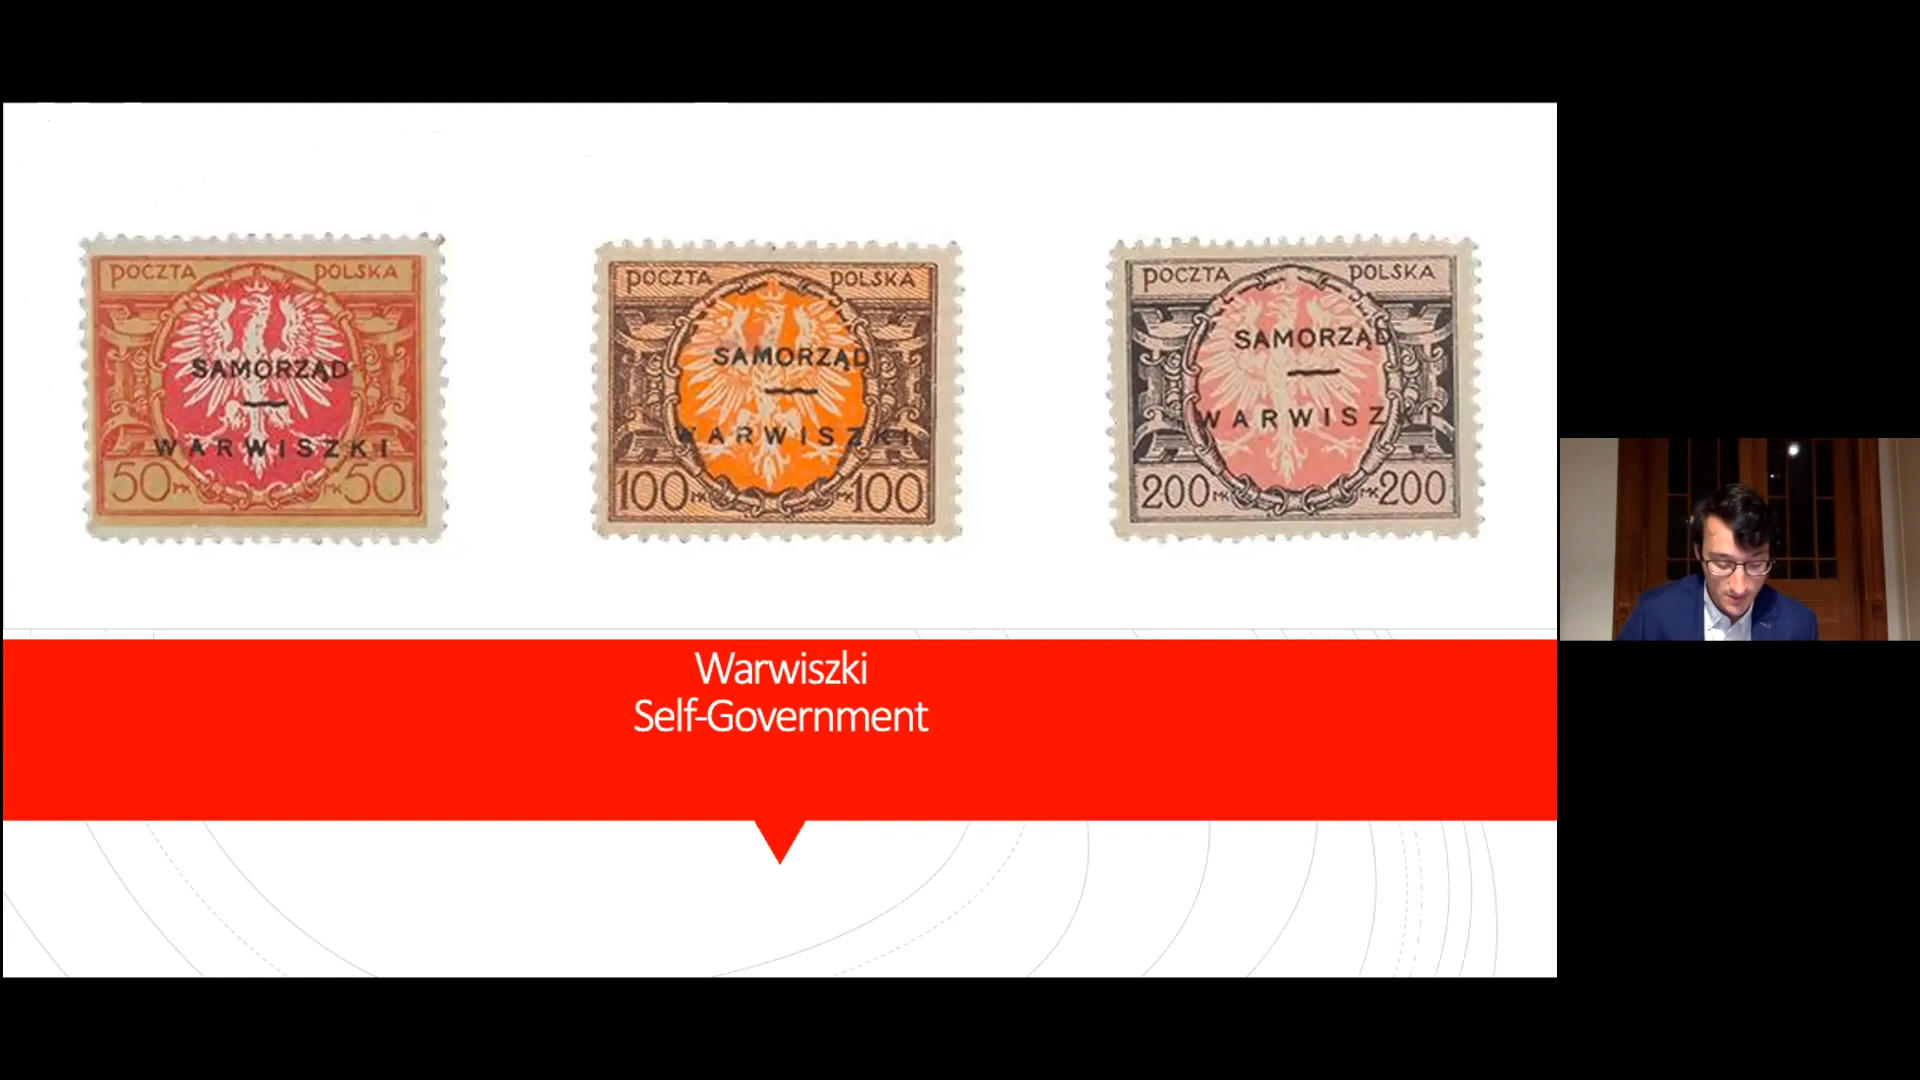 POCZTA POLSKA
SAMORZĄD
WARWISZKI
50 MK MK 50
POCZTA POLSKA
SAMORZĄD
WARWISZKI
100 MK MK 100
POCZTA POLSKA
SAMORZĄD
WARWISZKI
200 MK MK 200
Warwiszki
Self-Government